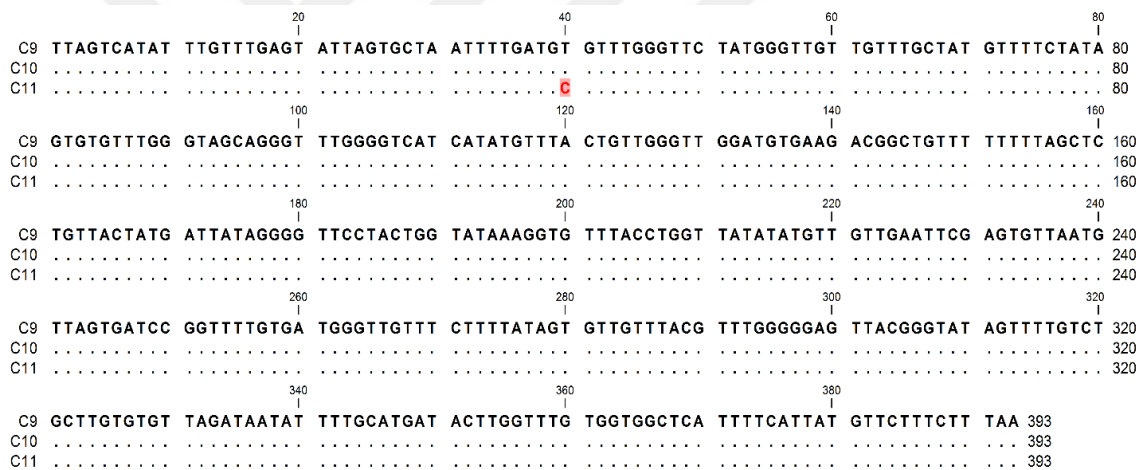 20 40 60 80
C9 TTAGTCATAT TTGTTTGAGT ATTAGTGCTA ATTTTGATGT GTTTGGGTTC TATGGGTTGT TGTTTGCTAT GTTTTCTATA 80
C10 .......... .......... .......... .......... .......... .......... .......... .......... 80
C11 .......... .......... .......... .........C .......... .......... .......... .......... 80
100 120 140 160
C9 GTGTGTTTGG GTAGCAGGGT TTGGGGTCAT CATATGTTTA CTGTTGGGTT GGATGTGAAG ACGGCTGTTT TTTTTAGCTC 160
C10 .......... .......... .......... .......... .......... .......... .......... .......... 160
C11 .......... .......... .......... .......... .......... .......... .......... .......... 160
180 200 220 240
C9 TGTTACTATG ATTATAGGGG TTCCTACTGG TATAAAGGTG TTTACCTGGT TATATATGTT GTTGAATTCG AGTGTTAATG 240
C10 .......... .......... .......... .......... .......... .......... .......... .......... 240
C11 .......... .......... .......... .......... .......... .......... .......... .......... 240
260 280 300 320
C9 TTAGTGATCC GGTTTTGTGA TGGGTTGTTT CTTTTATAGT GTTGTTTACG TTTGGGGGAG TTACGGGTAT AGTTTTGTCT 320
C10 .......... .......... .......... .......... .......... .......... .......... .......... 320
C11 .......... .......... .......... .......... .......... .......... .......... .......... 320
340 360 380
C9 GCTTGTGTGT TAGATAATAT TTTGCATGAT ACTTGGTTTG TGGTGGCTCA TTTTCATTAT GTTCTTTCTT TAA 393
C10 .......... .......... .......... .......... .......... .......... .......... ... 393
C11 .......... .......... .......... .......... .......... .......... .......... ... 393